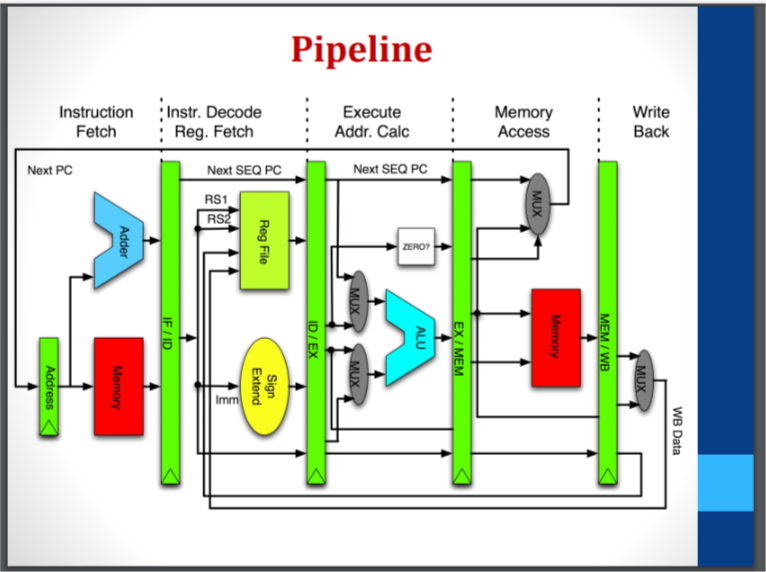 Pipeline
Instruction
Fetch
Instr. Decode
Reg. Fetch
Execute
Addr. Calc
Memory
Access
Write
Back
Next PC
Next SEQ PC
Next SEQ PC
RS1
RS2
Adder
Reg File
ZERO?
MUX
MUX
MUX
ALU
Address
Memory
IF / ID
Sign
Extend
Imm
ID / EX
EX / MEM
Memory
MEM / WB
MUX
WB Data